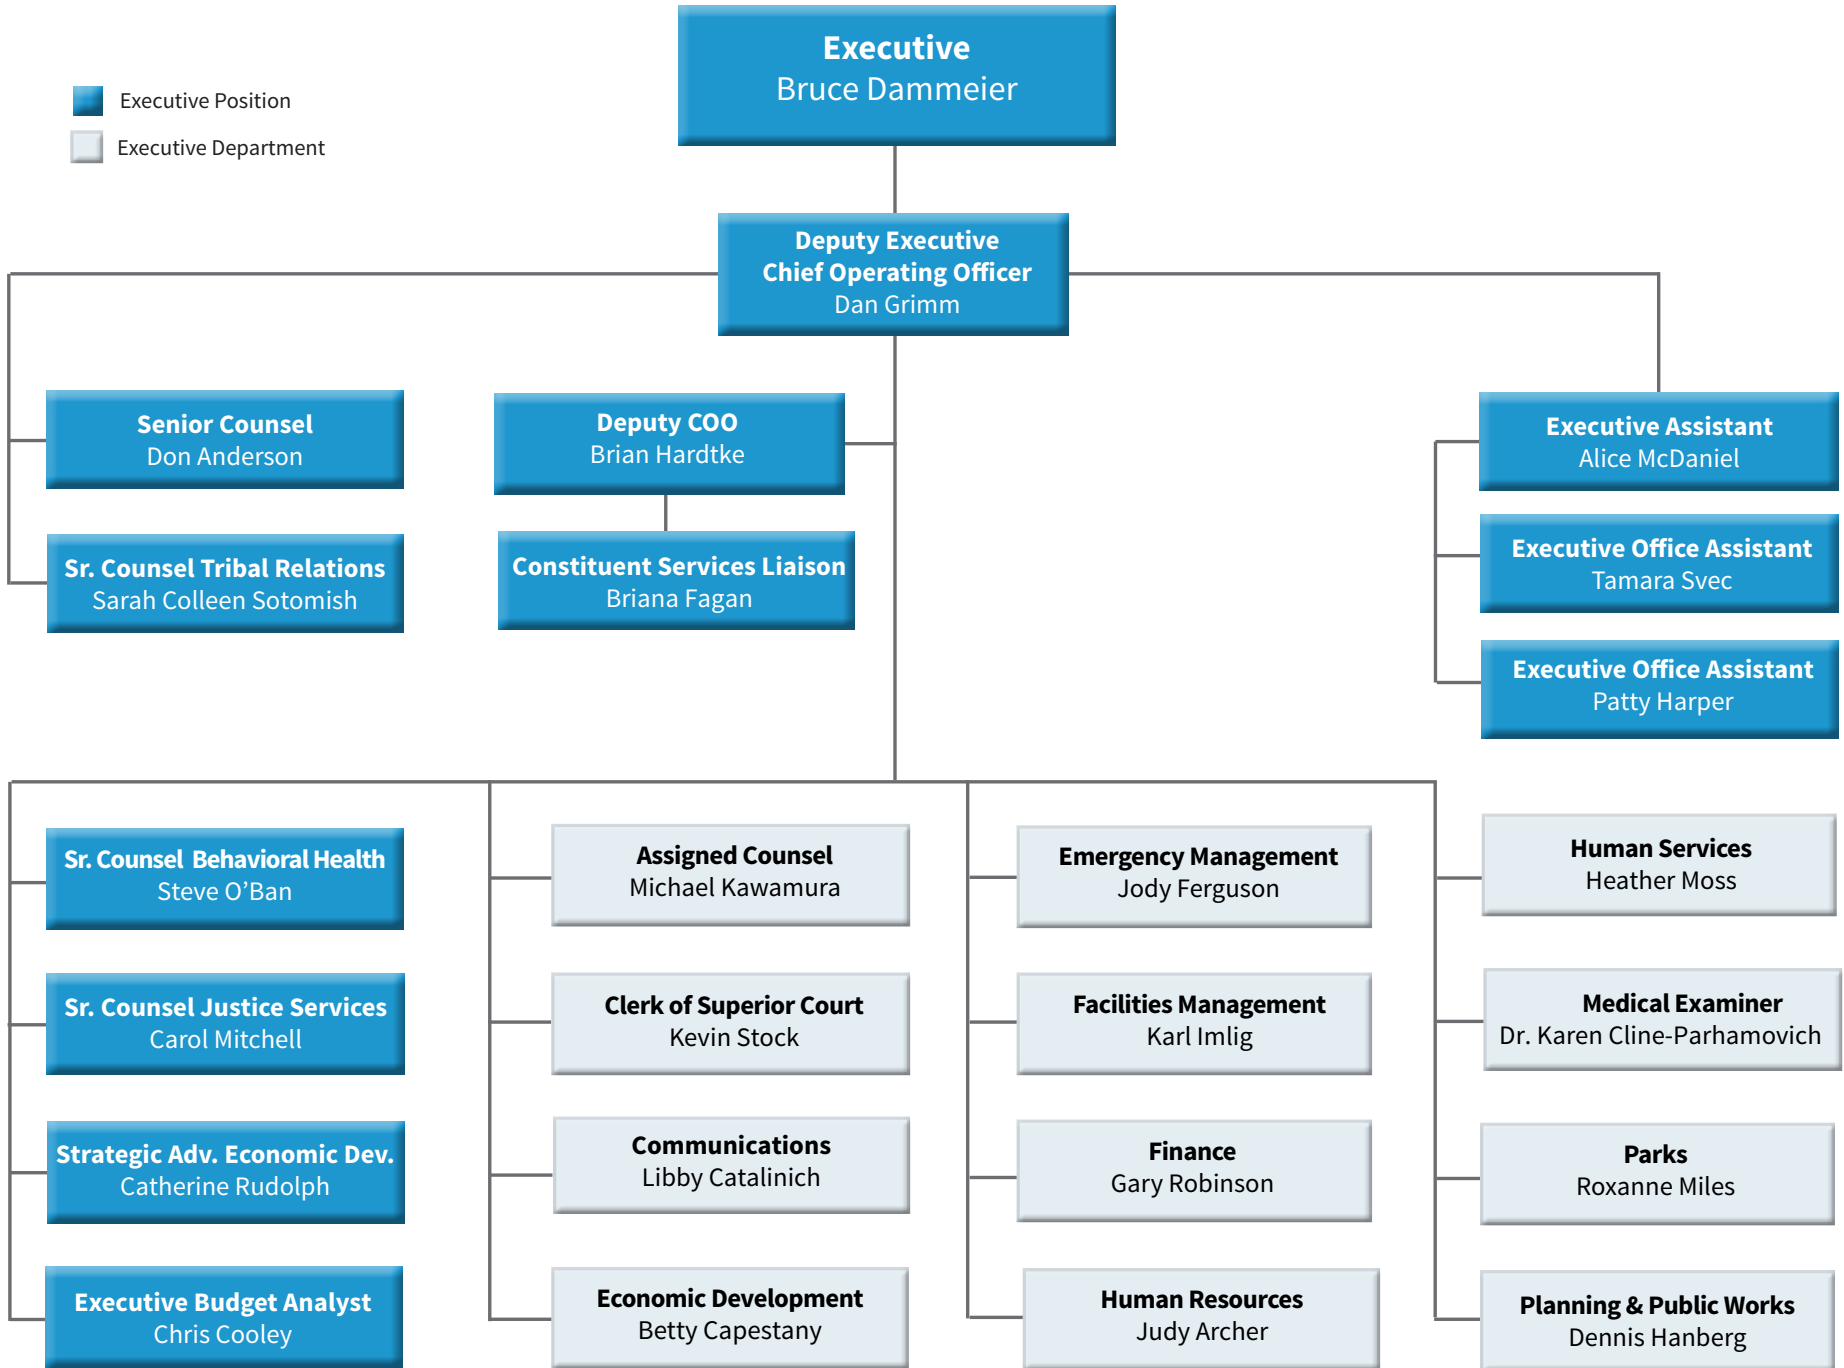 Executive
Bruce Dammeier
Executive Position
Executive Department
Deputy Executive
Chief Operating Officer
Dan Grimm
Senior Counsel
Don Anderson
Sr. Counsel Tribal Relations
Sarah Colleen Sotomish
Deputy COO
Brian Hardtke
Constituent Services Liaison
Briana Fagan
Executive Assistant
Alice McDaniel
Executive Office Assistant
Tamara Svec
Executive Office Assistant
Patty Harper
Sr. Counsel Behavioral Health
Steve O’Ban
Sr. Counsel Justice Services
Carol Mitchell
Strategic Adv. Economic Dev.
Catherine Rudolph
Executive Budget Analyst
Chris Cooley
Assigned Counsel
Michael Kawamura
Clerk of Superior Court
Kevin Stock
Communications
Libby Catalinich
Economic Development
Betty Capestany
Emergency Management
Jody Ferguson
Facilities Management
Karl Imlig
Finance
Gary Robinson
Human Resources
Judy Archer
Human Services
Heather Moss
Medical Examiner
Dr. Karen Cline-Parhamovich
Parks
Roxanne Miles
Planning & Public Works
Dennis Hanberg